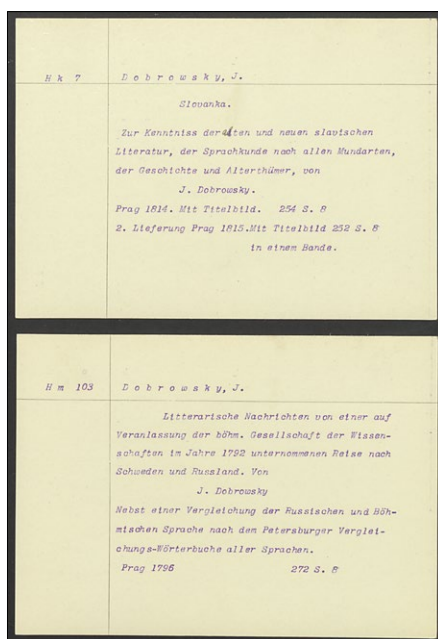 Hk 7 Dobrowsky, J.
Slovanka.
Zur Kenntniss der alten und neuen slavischen
Literatur, der Sprachkunde nach allen Mundarten,
der Geschichte und Alterthümer, von
J. Dobrowsky.
Prag 1814. Mit Titelbild. 254 S. 8
2. Lieferung Prag 1815.Mit Titelbild 252 S. 8
in einem Bande.
Hm 103 Dobrowsky, J.
Litterarische Nachrichten von einer auf
Veranlassung der böhm. Gesellschaft der Wissen-
schaften im Jahre 1792 unternommenen Reise nach
Schweden und Russland. Von
J. Dobrowsky
Nebst einer Vergleichung der Russischen und Böh-
mischen Sprache nach dem Petersburger Verglei-
chungs-Wörterbuche aller Sprachen.
Prag 1796 272 S. 8